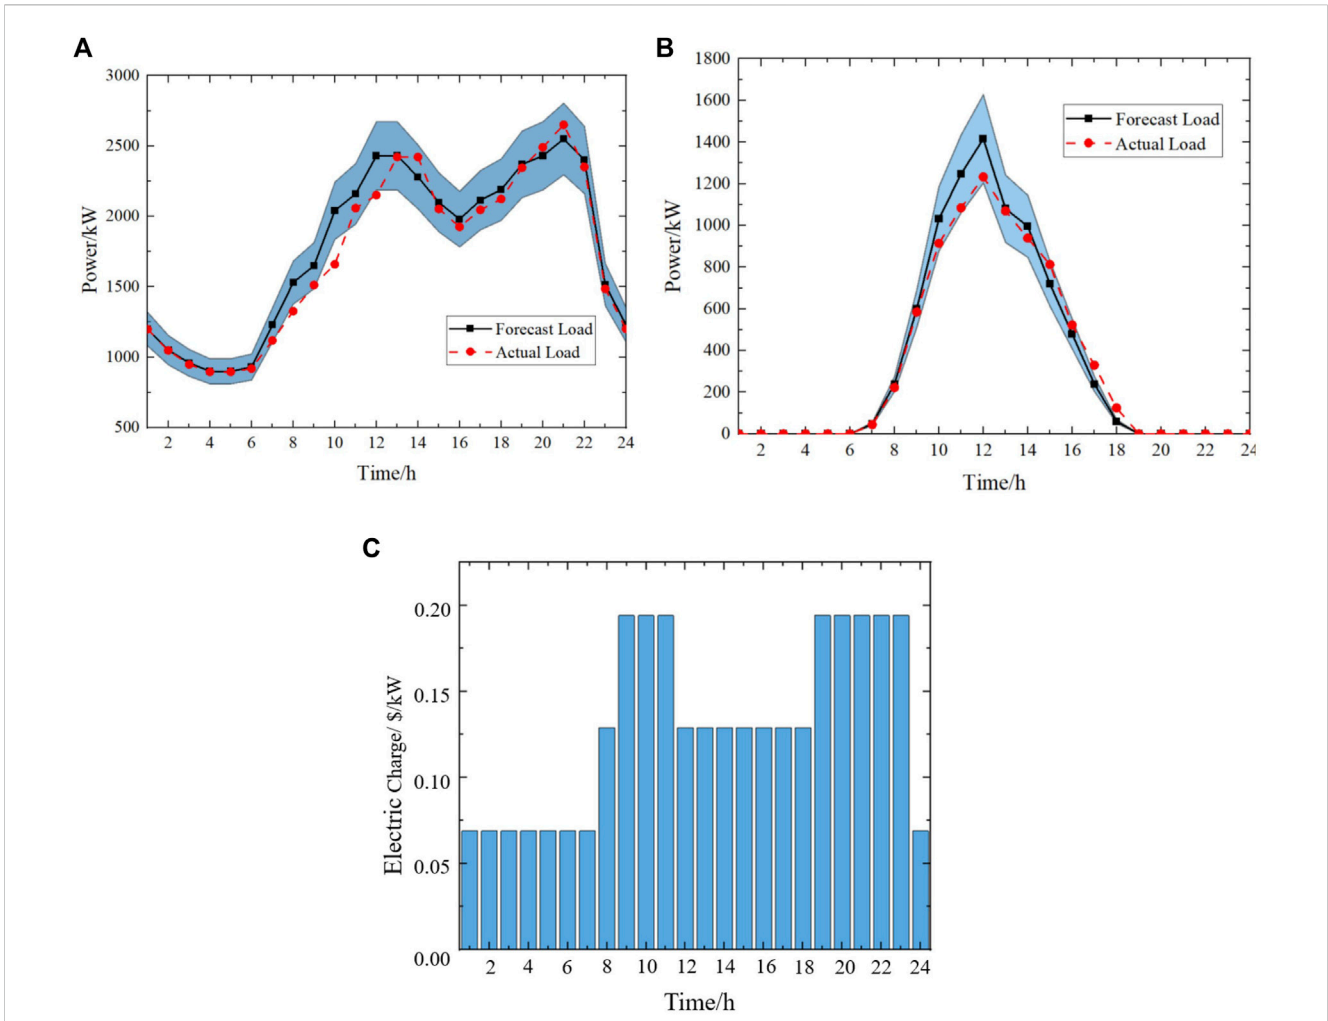 A
3000
2500
2000
1500
1000
500
Power/kW
Forecast Load
Actual Load
2 4 6 8 10 12 14 16 18 20 22 24
Time/h
B
1800
1600
1400
1200
1000
800
600
400
200
0
Power/kW
Forecast Load
Actual Load
2 4 6 8 10 12 14 16 18 20 22 24
Time/h
C
0.20
0.15
0.10
0.05
0.00
Electric Charge/ $/kW
2 4 6 8 10 12 14 16 18 20 22 24
Time/h